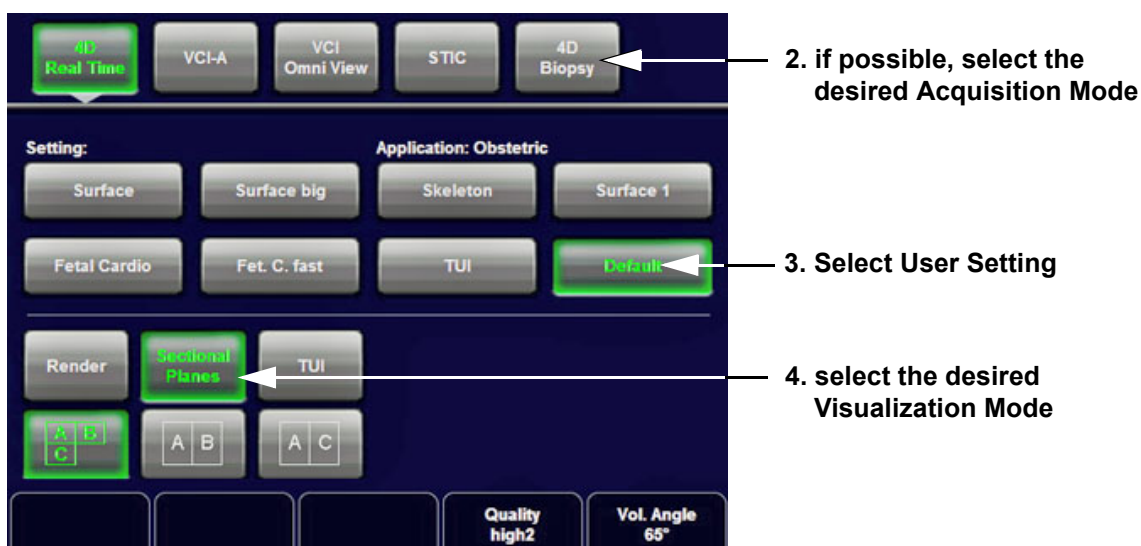 4D
Real Time
VCI-A
VCI
Omni View
STIC
4D
Biopsy
2. if possible, select the
desired Acquisition Mode
Setting:
Application: Obstetric
Surface
Surface big
Skeleton
Surface 1
Fetal Cardio
Fet. C. fast
TUI
Default
3. Select User Setting
Render
Sectional
Planes
TUI
4. select the desired
Visualization Mode
A B
C
A B
A C
Quality
high2
Vol. Angle
65°